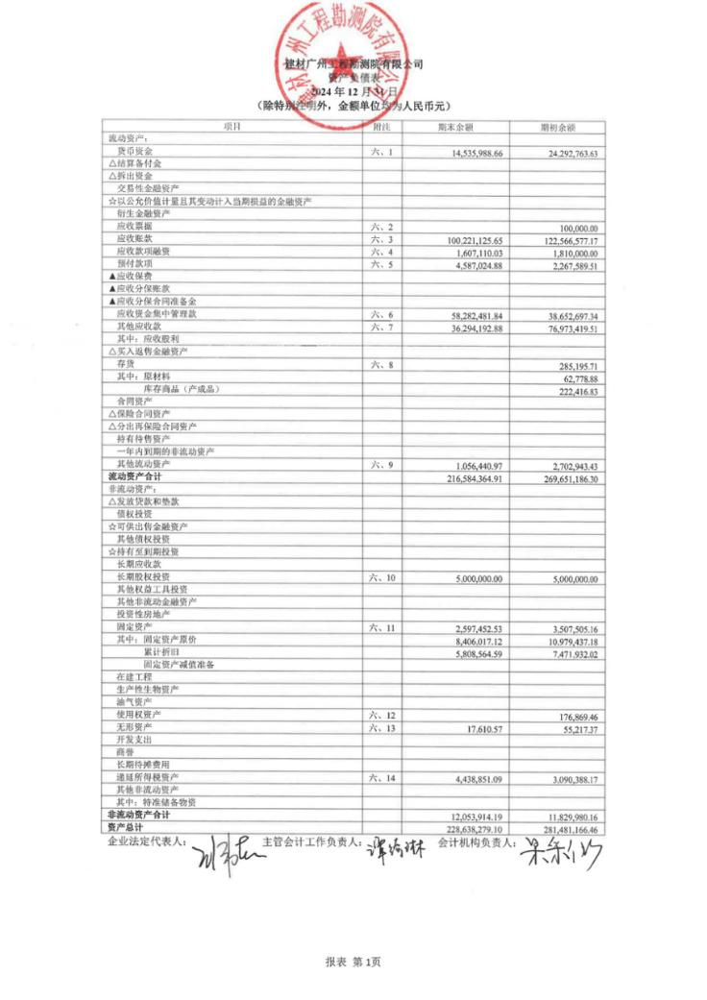 建材广州工程勘测院有限公司
建材广州工程勘测院有限公司
资产负债表
2024 年 12 月 31 日
（除特别注明外，金额单位均为人民币元）
项目 附注 期末余额 期初余额
流动资产：
货币资金 六、1 14,535,988.66 24,292,763.63
△结算备付金
△拆出资金
交易性金融资产
☆以公允价值计量且其变动计入当期损益的金融资产
衍生金融资产
应收票据 六、2 100,000.00
应收账款 六、3 100,221,125.65 122,566,577.17
应收款项融资 六、4 1,607,110.03 1,810,000.00
预付款项 六、5 4,587,024.88 2,267,589.51
▲应收保费
▲应收分保账款
▲应收分保合同准备金
应收资金集中管理款 六、6 58,282,481.84 38,652,697.34
其他应收款 六、7 36,294,192.88 76,973,419.51
其中：应收股利
△买入返售金融资产
存货 六、8 285,195.71
其中：原材料 62,778.88
库存商品（产成品） 222,416.83
合同资产
△保险合同资产
△分出再保险合同资产
持有待售资产
一年内到期的非流动资产
其他流动资产 六、9 1,056,440.97 2,702,943.43
流动资产合计 216,584,364.91 269,651,186.30
非流动资产：
△发放贷款和垫款
债权投资
☆可供出售金融资产
其他债权投资
☆持有至到期投资
长期应收款
长期股权投资 六、10 5,000,000.00 5,000,000.00
其他权益工具投资
其他非流动金融资产
投资性房地产
固定资产 六、11 2,597,452.53 3,507,505.16
其中：固定资产原价 8,406,017.12 10,979,437.18
累计折旧 5,808,564.59 7,471,932.02
固定资产减值准备
在建工程
生产性生物资产
油气资产
使用权资产 六、12 176,869.46
无形资产 六、13 17,610.57 55,217.37
开发支出
商誉
长期待摊费用
递延所得税资产 六、14 4,438,851.09 3,090,388.17
其他非流动资产
其中：特准储备物资
非流动资产合计 12,053,914.19 11,829,980.16
资产总计 228,638,279.10 281,481,166.46
企业法定代表人： 主管会计工作负责人： 会计机构负责人：
报表 第1页